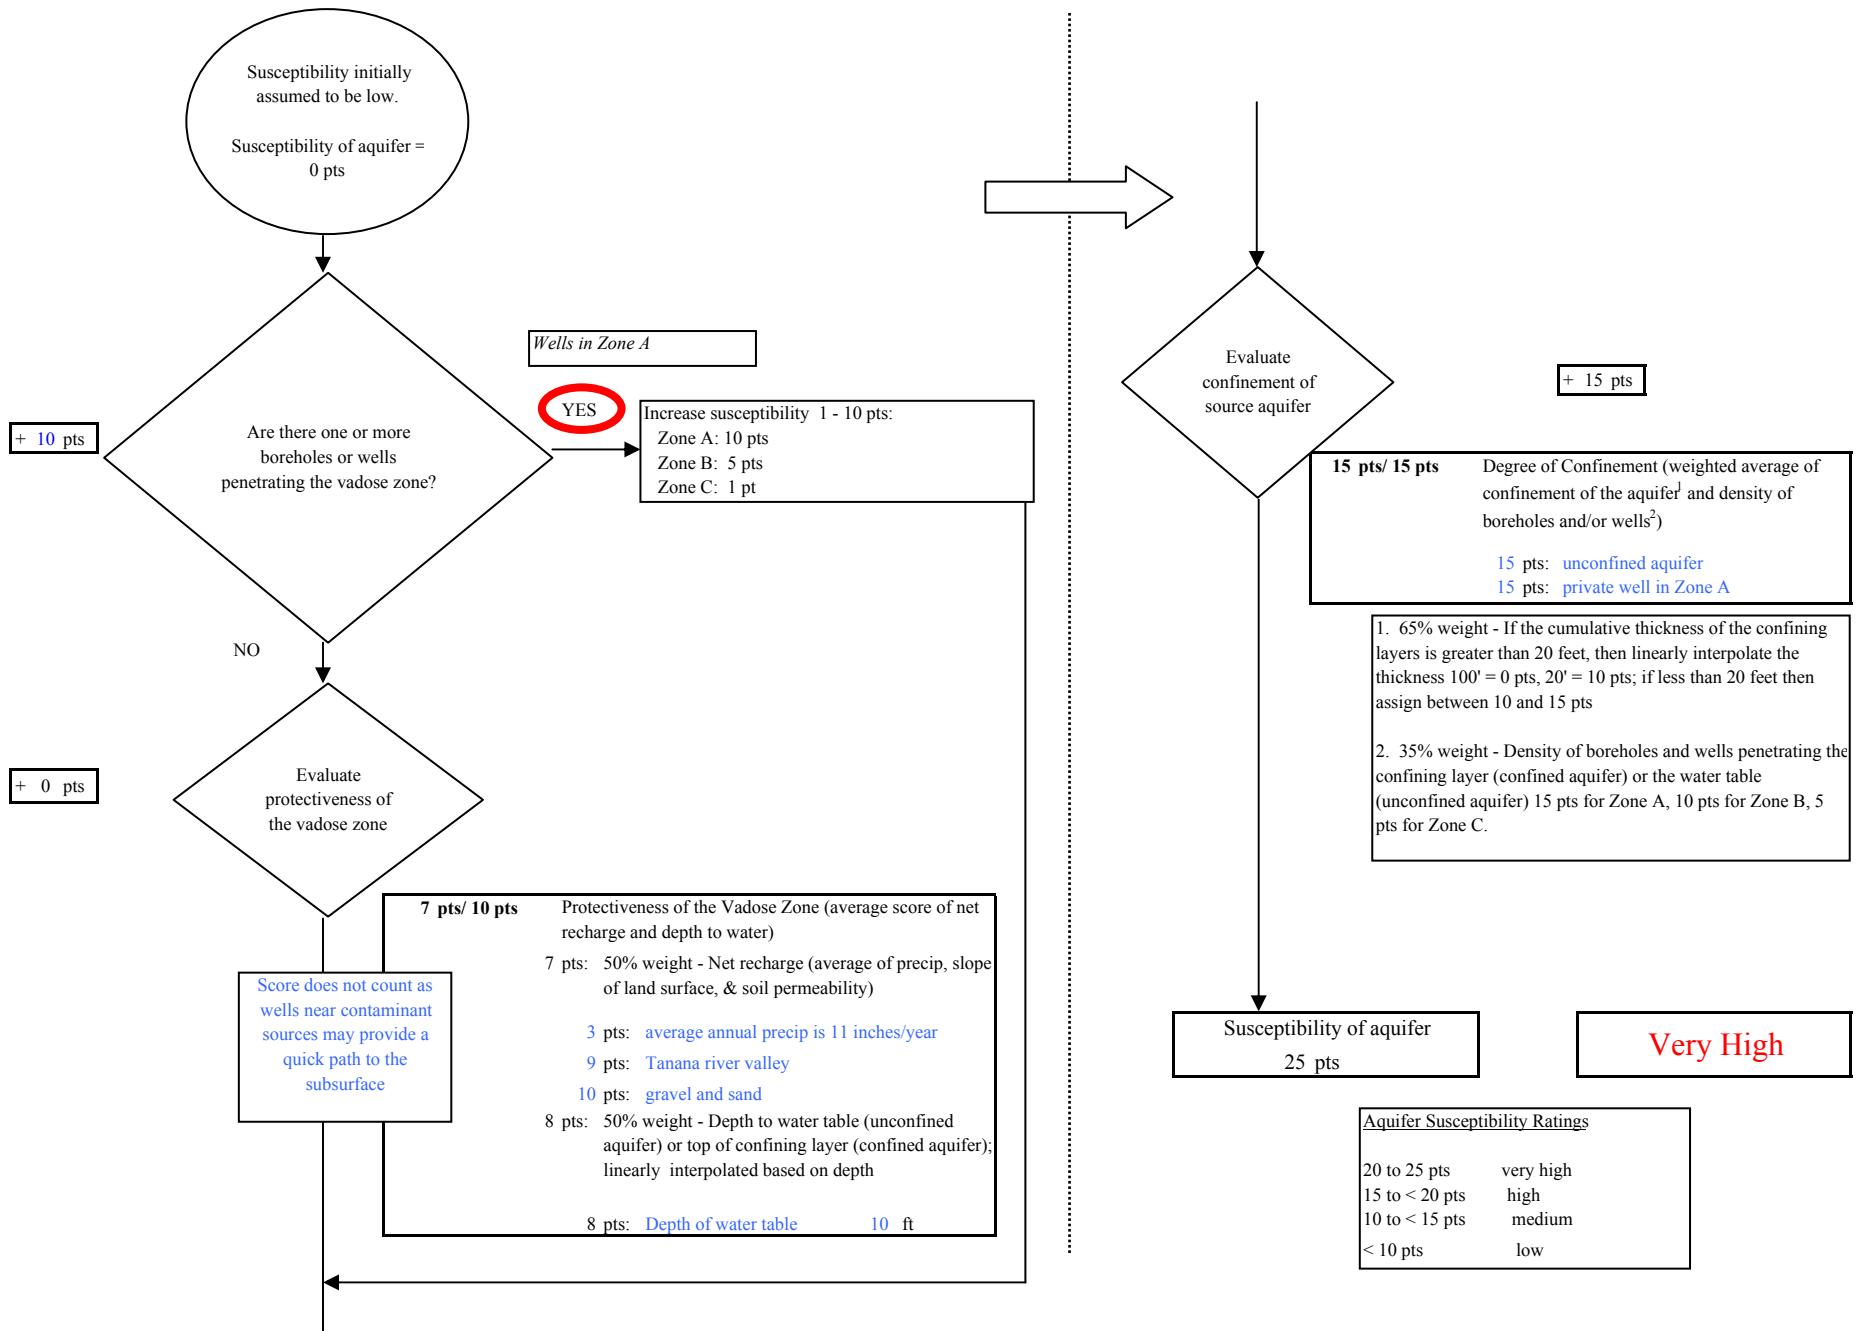 Susceptibility initially
assumed to be low.
Susceptibility of aquifer =
0 pts
Wells in Zone A
YES
+ 10 pts
Are there one or more
boreholes or wells
penetrating the vadose zone?
Increase susceptibility 1 - 10 pts:
Zone A: 10 pts
Zone B: 5 pts
Zone C: 1 pt
NO
+ 0 pts
Evaluate
protectiveness of
the vadose zone
7 pts/ 10 pts Protectiveness of the Vadose Zone (average score of net
recharge and depth to water)
7 pts: 50% weight - Net recharge (average of precip, slope
of land surface, & soil permeability)
3 pts: average annual precip is 11 inches/year
9 pts: Tanana river valley
10 pts: gravel and sand
8 pts: 50% weight - Depth to water table (unconfined
aquifer) or top of confining layer (confined aquifer);
linearly interpolated based on depth
8 pts: Depth of water table 10 ft
Score does not count as
wells near contaminant
sources may provide a
quick path to the
subsurface
Evaluate
confinement of
source aquifer
+ 15 pts
15 pts/ 15 pts Degree of Confinement (weighted average of
confinement of the aquifer1 and density of
boreholes and/or wells2)
15 pts: unconfined aquifer
15 pts: private well in Zone A
1. 65% weight - If the cumulative thickness of the confining
layers is greater than 20 feet, then linearly interpolate the
thickness 100' = 0 pts, 20' = 10 pts; if less than 20 feet then
assign between 10 and 15 pts
2. 35% weight - Density of boreholes and wells penetrating the
confining layer (confined aquifer) or the water table
(unconfined aquifer) 15 pts for Zone A, 10 pts for Zone B, 5
pts for Zone C.
Susceptibility of aquifer
25 pts
Very High
Aquifer Susceptibility Ratings
20 to 25 pts very high
15 to < 20 pts high
10 to < 15 pts medium
< 10 pts low